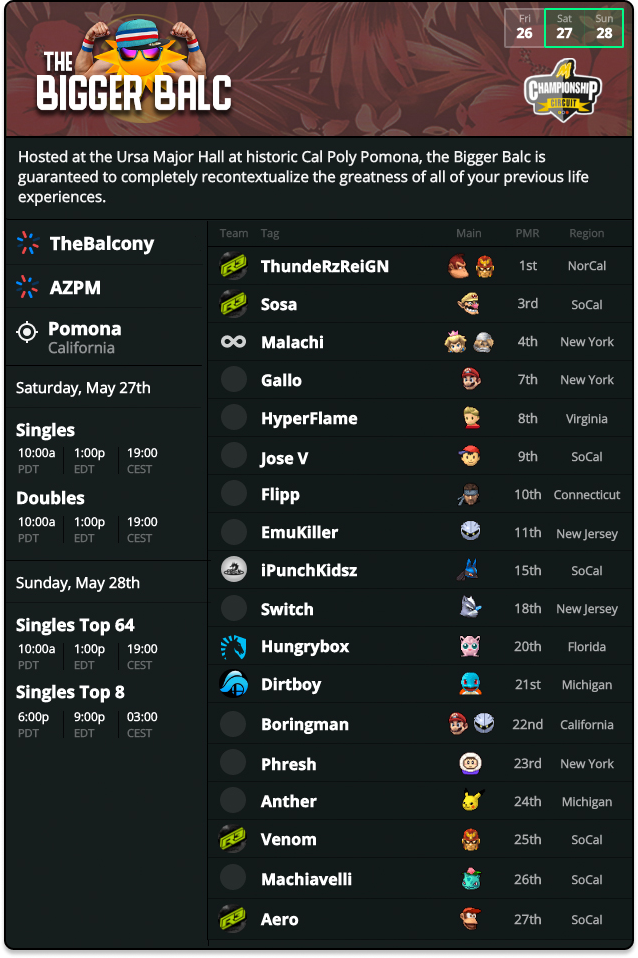 Fri Sat Sun
26 27 28
THE
BIGGER BALC
CHAMPIONSHIP
CIRCUIT
Hosted at the Ursa Major Hall at historic Cal Poly Pomona, the Bigger Balc is
guaranteed to completely recontextualize the greatness of all of your previous life
experiences.
TheBalcony
AZPM
Pomona
California
Saturday, May 27th
Singles
10:00a 1:00p 19:00
PDT EDT CEST
Doubles
10:00a 1:00p 19:00
PDT EDT CEST
Sunday, May 28th
Singles Top 64
10:00a 1:00p 19:00
PDT EDT CEST
Singles Top 8
6:00p 9:00p 03:00
PDT EDT CEST
Team Tag Main PMR Region
ThundeRzReiGN 1st NorCal
Sosa 3rd SoCal
Malachi 4th New York
Gallo 7th New York
HyperFlame 8th Virginia
Jose V 9th SoCal
Flipp 10th Connecticut
EmuKiller 11th New Jersey
iPunchKidsz 15th SoCal
Switch 18th New Jersey
Hungrybox 20th Florida
Dirtboy 21st Michigan
Boringman 22nd California
Phresh 23rd New York
Anther 24th Michigan
Venom 25th SoCal
Machiavelli 26th SoCal
Aero 27th SoCal